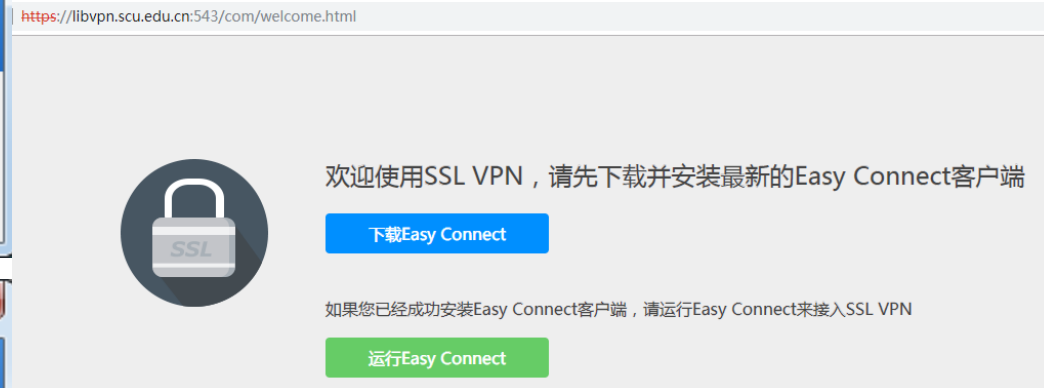 https://libvpn.scu.edu.cn:543/com/welcome.html
欢迎使用SSL VPN，请先下载并安装最新的Easy Connect客户端
SSL
下载Easy Connect
如果您已经成功安装Easy Connect客户端，请运行Easy Connect来接入SSL VPN
运行Easy Connect